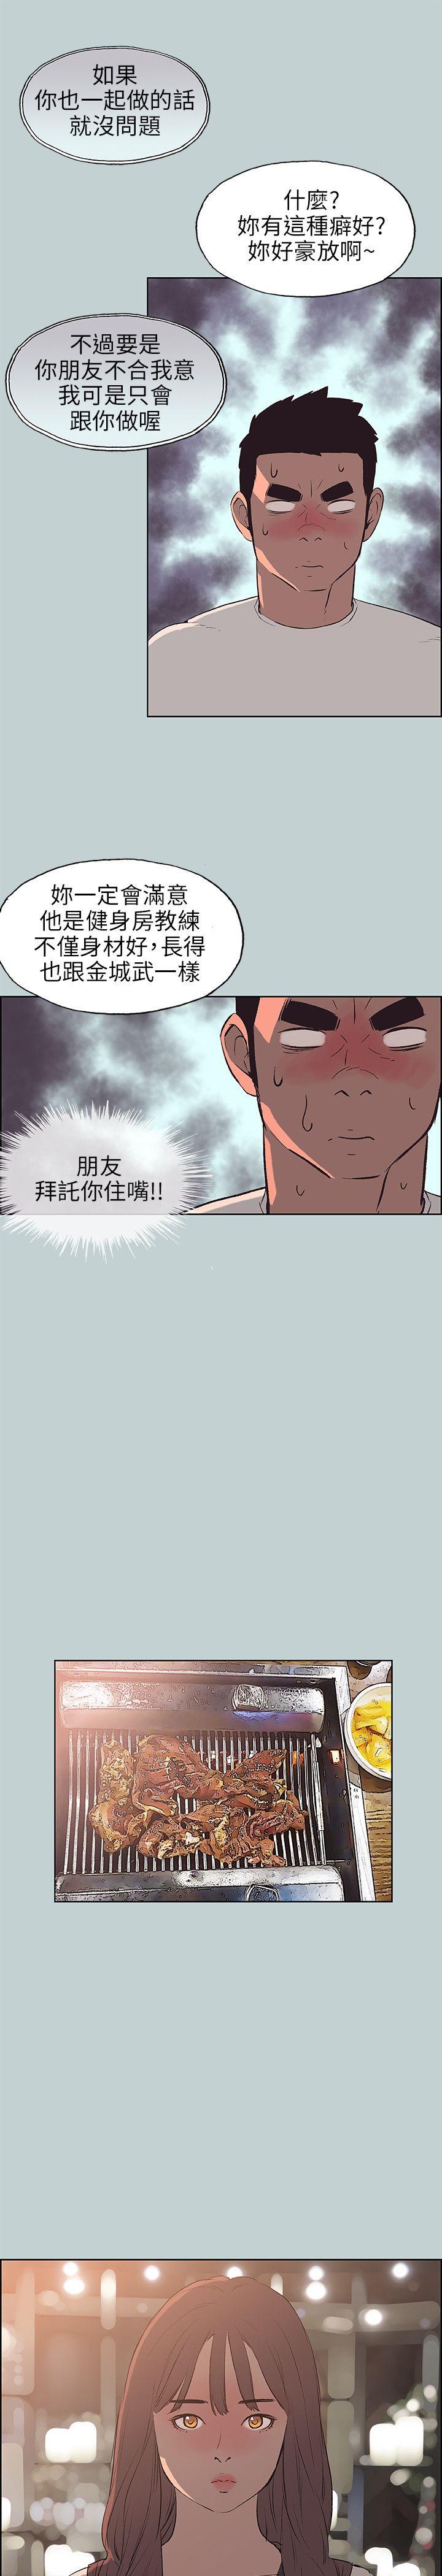 如果
你也一起做的話
就沒問題
什麼?
妳有這種癖好?
妳好豪放啊~
不過要是
你朋友不合我意
我可是只會
跟你做喔
妳一定會滿意
他是健身房教練
不僅身材好,長得
也跟金城武一樣
朋友
拜託你住嘴!!